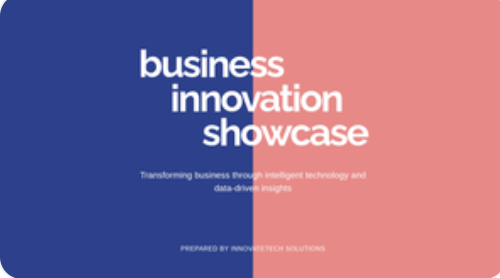 business
innovation
showcase
Transforming business through intelligent technology and
data-driven insights
PREPARED BY INNOVATETECH SOLUTIONS